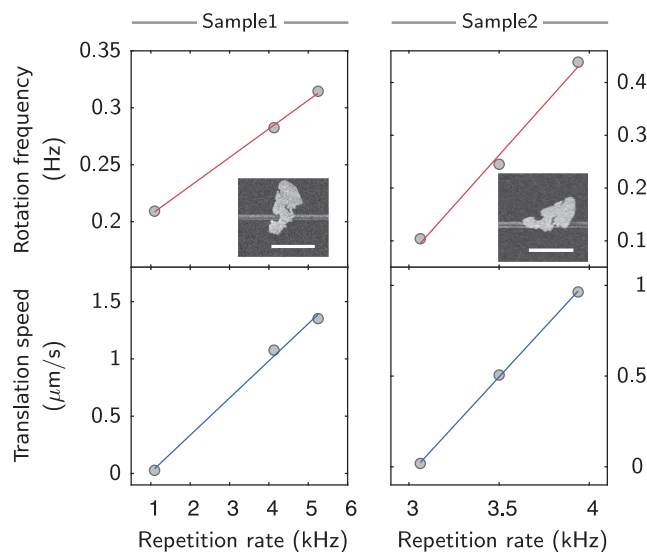 Sample1
Sample2
Rotation frequency
(Hz)
0.35
0.3
0.25
0.2
0.4
0.3
0.2
0.1
Translation speed
(μm/s)
1.5
1
0.5
0
1
0.5
0
0 1 2 3 4 5 6
3 3.5 4
Repetition rate (kHz)
Repetition rate (kHz)